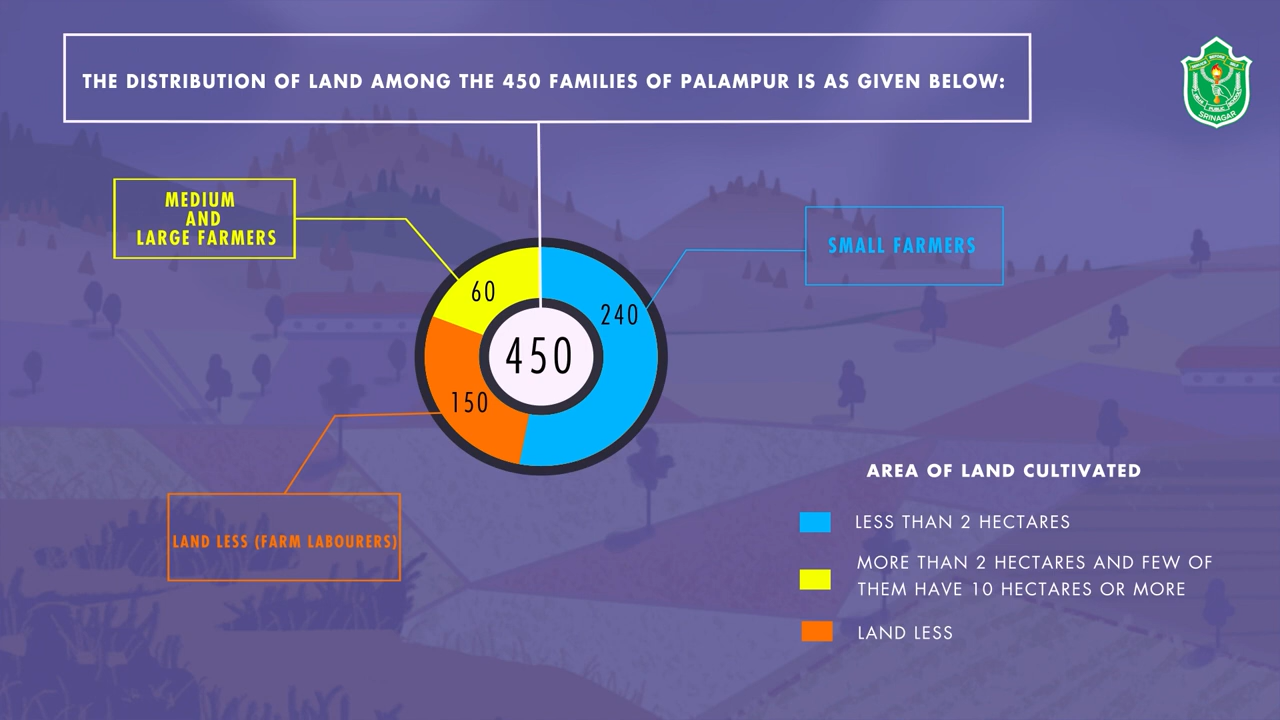 THE DISTRIBUTION OF LAND AMONG THE 450 FAMILIES OF PALAMPUR IS AS GIVEN BELOW:
MEDIUM
AND
LARGE FARMERS
SMALL FARMERS
60
240
450
150
LAND LESS (FARM LABOURERS)
AREA OF LAND CULTIVATED
LESS THAN 2 HECTARES
MORE THAN 2 HECTARES AND FEW OF
THEM HAVE 10 HECTARES OR MORE
LAND LESS
SRINAGAR